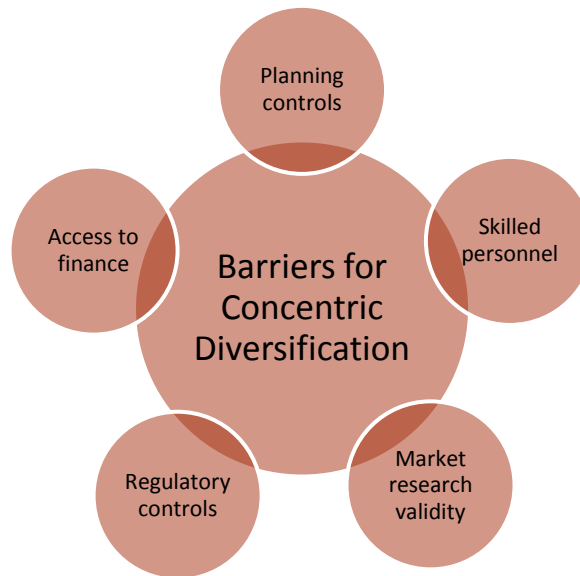 Planning
controls
Skilled
personnel
Access to
finance
Barriers for
Concentric
Diversification
Market
research
validity
Regulatory
controls